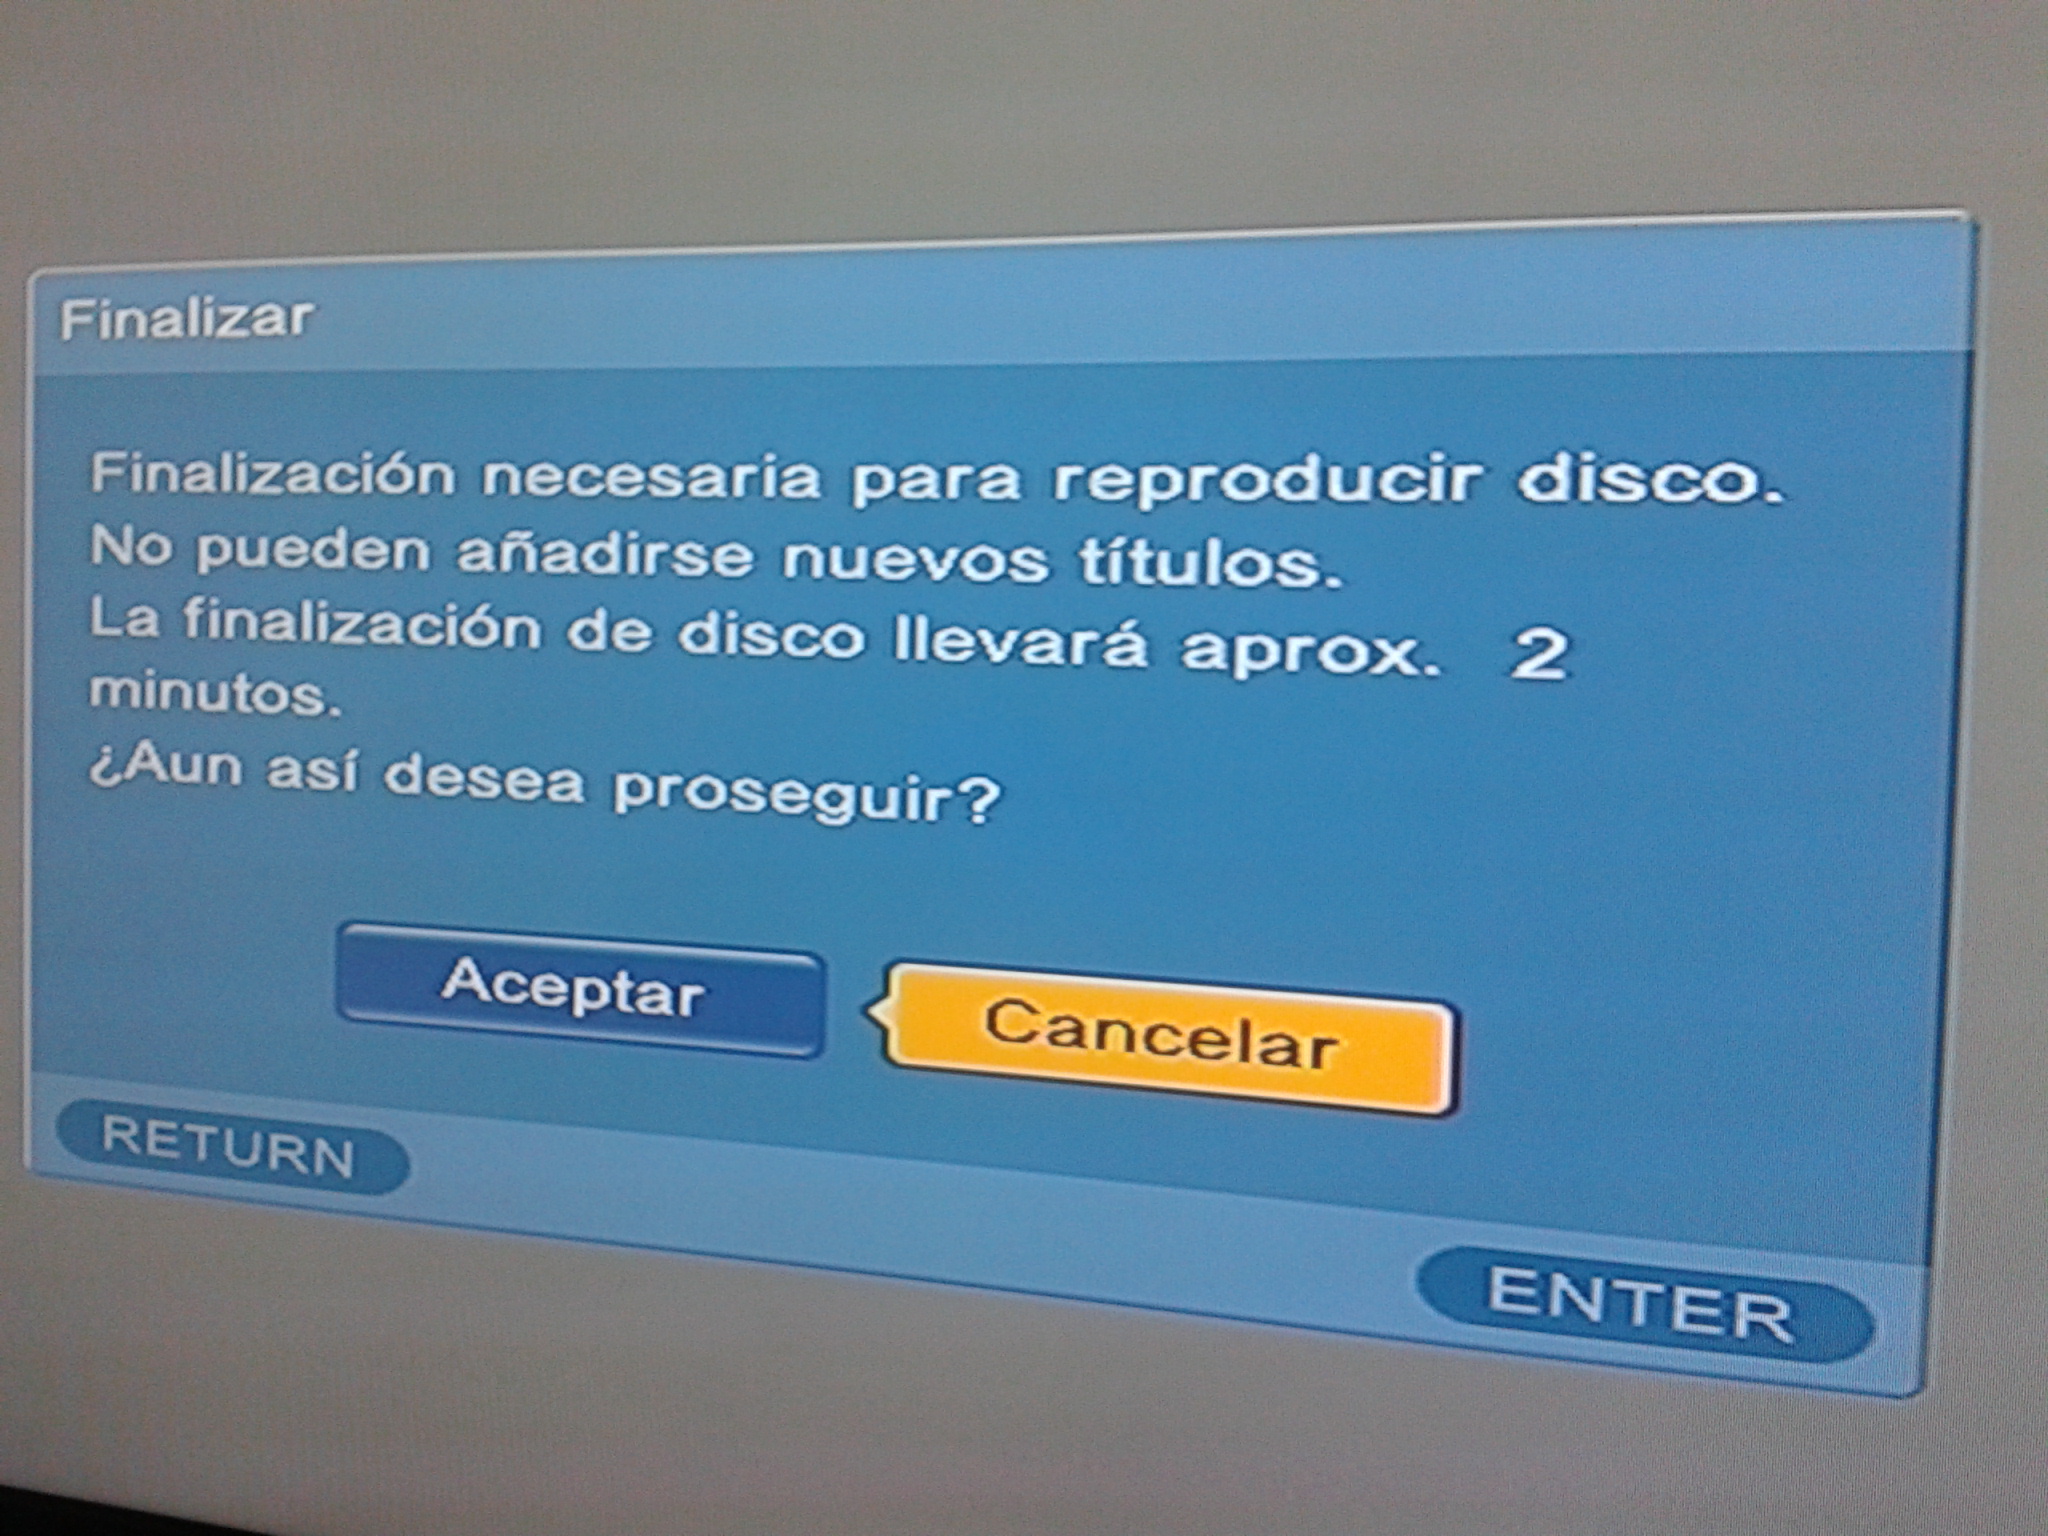 Finalizar
Finalización necesaria para reproducir disco.
No pueden añadirse nuevos títulos.
La finalización de disco llevará aprox. 2
minutos.
¿Aun así desea proseguir?
Aceptar
Cancelar
RETURN
ENTER